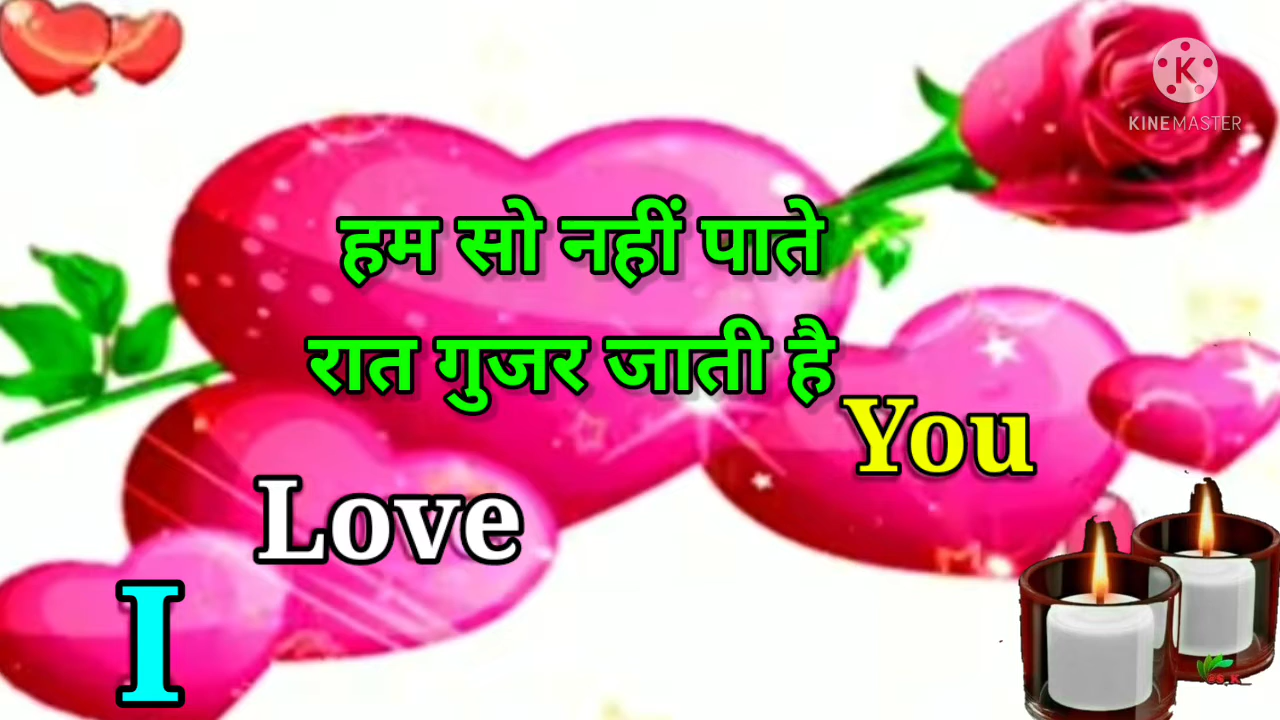 KINEMASTER
हम सो नहीं पाते
रात गुजर जाती है
You
Love
I